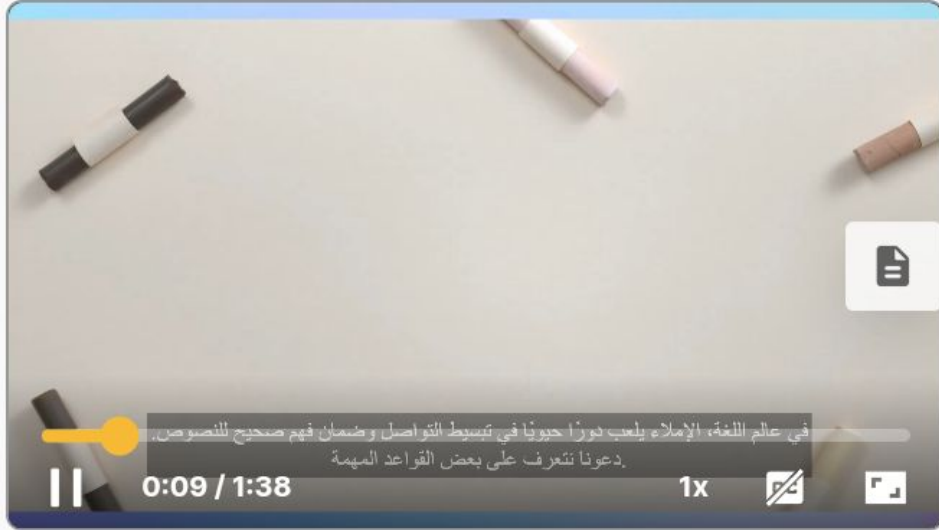 في عالم اللغة، الإملاء يلعب دورًا حيويًا في تبسيط التواصل وضمان فهم صحيح للنصوص.
دعونا نتعرف على بعض القواعد المهمة.
0:09 / 1:38
1x